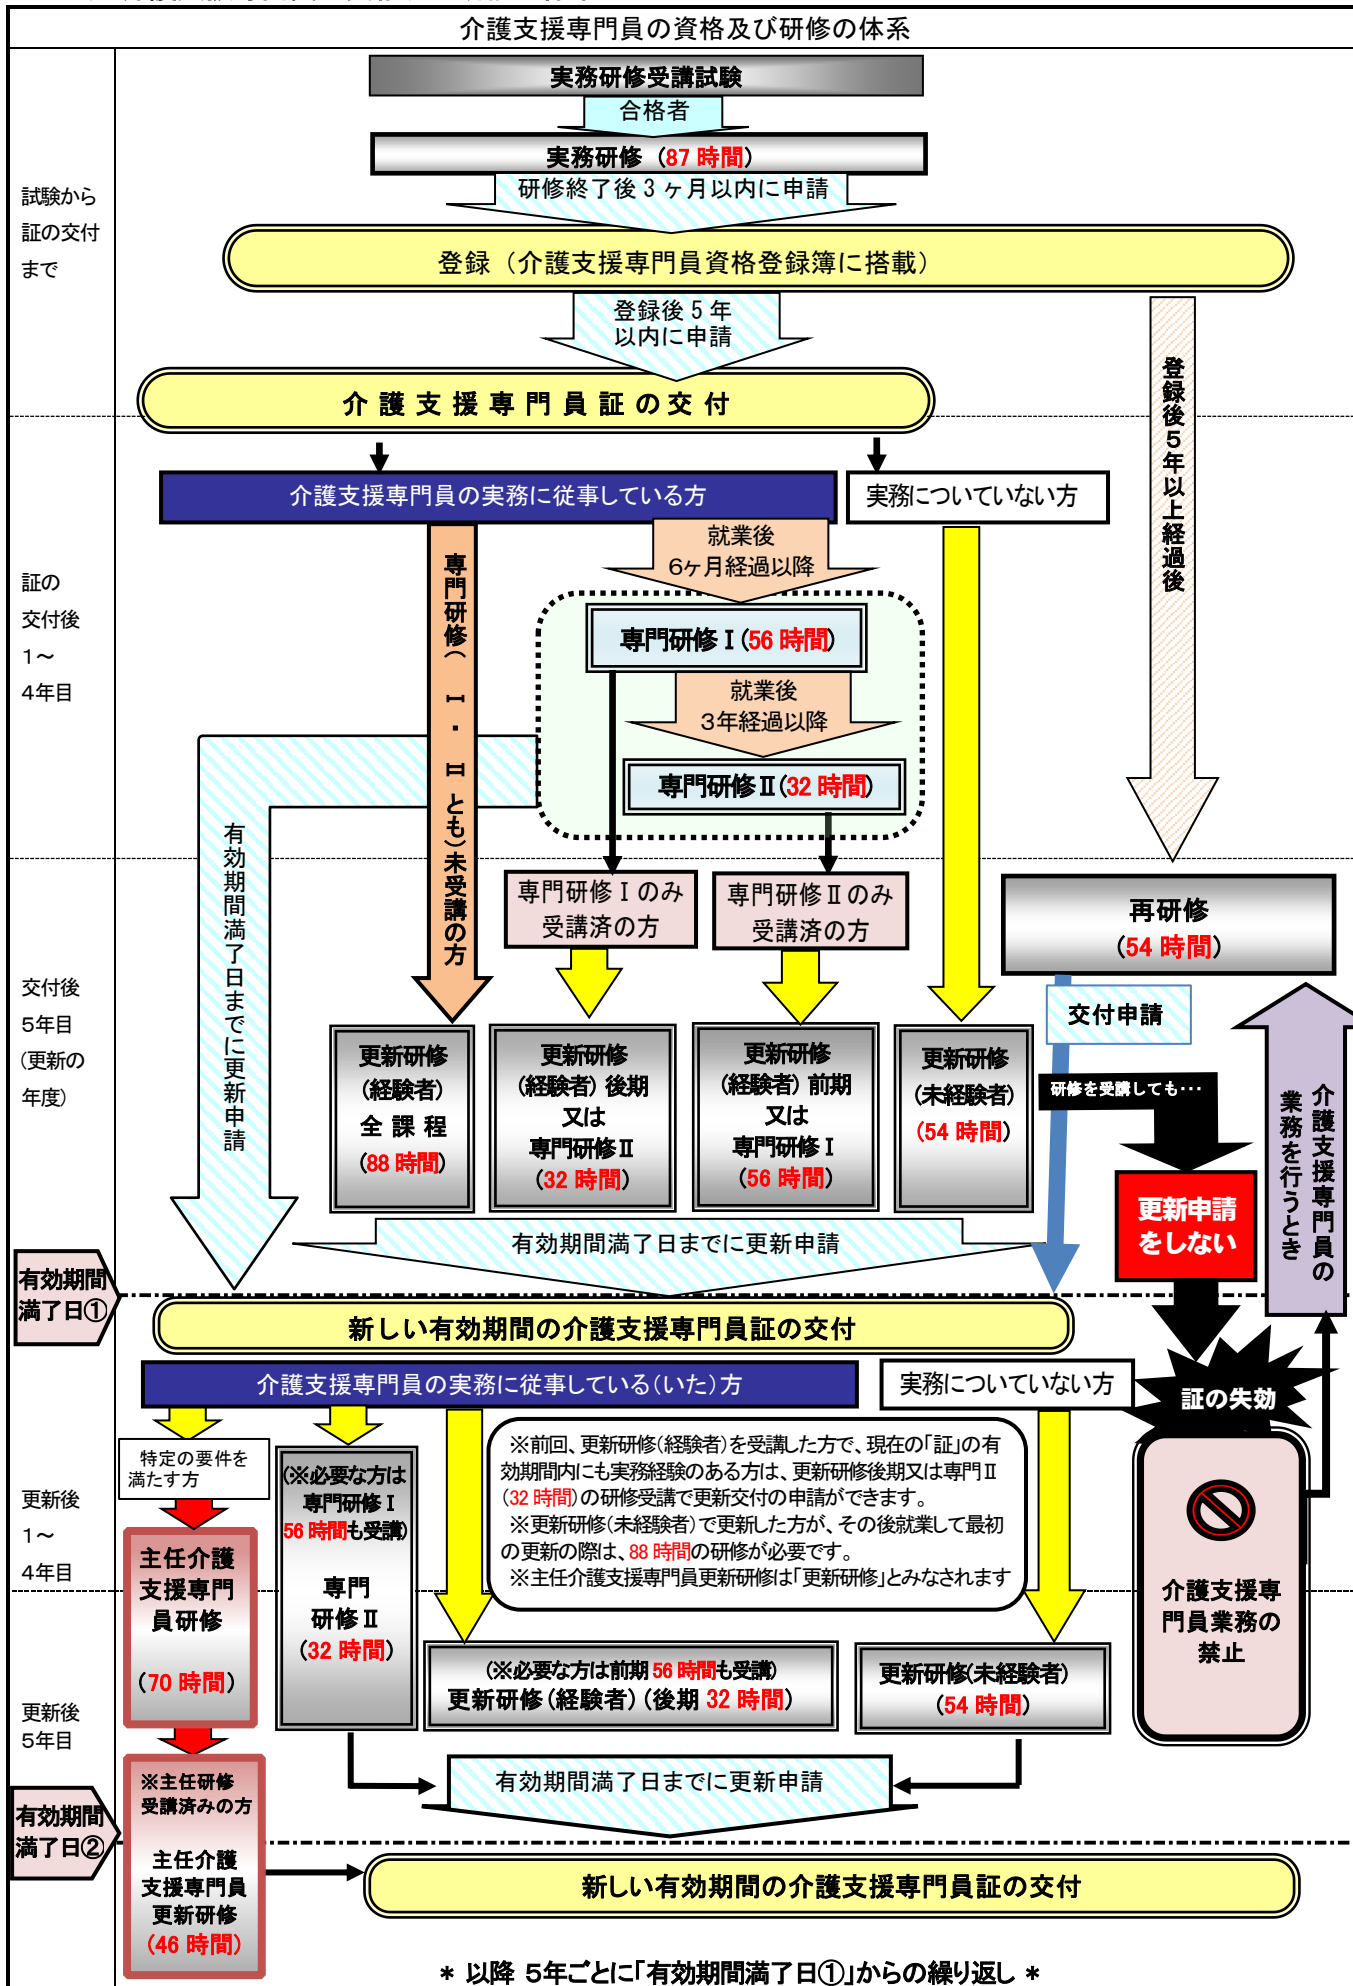 介護支援専門員の資格及び研修の体系
実務研修受講試験
合格者
実務研修（87 時間）
研修終了後 3 ヶ月以内に申請
試験から
証の交付
まで
登録（介護支援専門員資格登録簿に搭載）
登録後 5 年
以内に申請
登録後5年以上経過後
介護支援専門員証の交付
介護支援専門員の実務に従事している方
実務についていない方
証の
交付後
1～
4年目
専門研修（Ⅰ・Ⅱとも）未受講の方
就業後
6ヶ月経過以降
専門研修Ⅰ(56 時間)
就業後
3年経過以降
専門研修Ⅱ(32 時間)
有効期間満了日までに更新申請
専門研修Ⅰのみ
受講済の方
専門研修Ⅱのみ
受講済の方
再研修
(54 時間)
交付後
5年目
(更新の
年度)
交付申請
更新研修
(経験者)
全 課 程
(88 時間)
更新研修
(経験者) 後期
又は
専門研修Ⅱ
(32 時間)
更新研修
(経験者) 前期
又は
専門研修Ⅰ
(56 時間)
更新研修
(未経験者)
(54 時間)
研修を受講しても･･･
更新申請
をしない
介護支援専門員の
業務を行うとき
有効期間満了日までに更新申請
有効期間
満了日①
新しい有効期間の介護支援専門員証の交付
介護支援専門員の実務に従事している(いた)方
実務についていない方
証の失効
特定の要件を
満たす方
(※必要な方は
専門研修Ⅰ
56 時間も受講)
専門
研修Ⅱ
(32 時間)
※前回、更新研修(経験者)を受講した方で、現在の「証」の有
効期間内にも実務経験のある方は、更新研修後期又は専門Ⅱ
(32 時間)の研修受講で更新交付の申請ができます。
※更新研修(未経験者)で更新した方が、その後就業して最初
の更新の際は、88 時間の研修が必要です。
※主任介護支援専門員更新研修は「更新研修」とみなされます
更新後
1～
4年目
主任介護
支援専門
員研修
(70 時間)
介護支援専
門員業務の
禁止
(※必要な方は前期 56 時間も受講)
更新研修(経験者)(後期 32 時間)
更新研修(未経験者)
(54 時間)
更新後
5年目
※主任研修
受講済みの方
主任介護
支援専門員
更新研修
(46 時間)
有効期間満了日までに更新申請
有効期間
満了日②
新しい有効期間の介護支援専門員証の交付
* 以降 5年ごとに「有効期間満了日①」からの繰り返し *